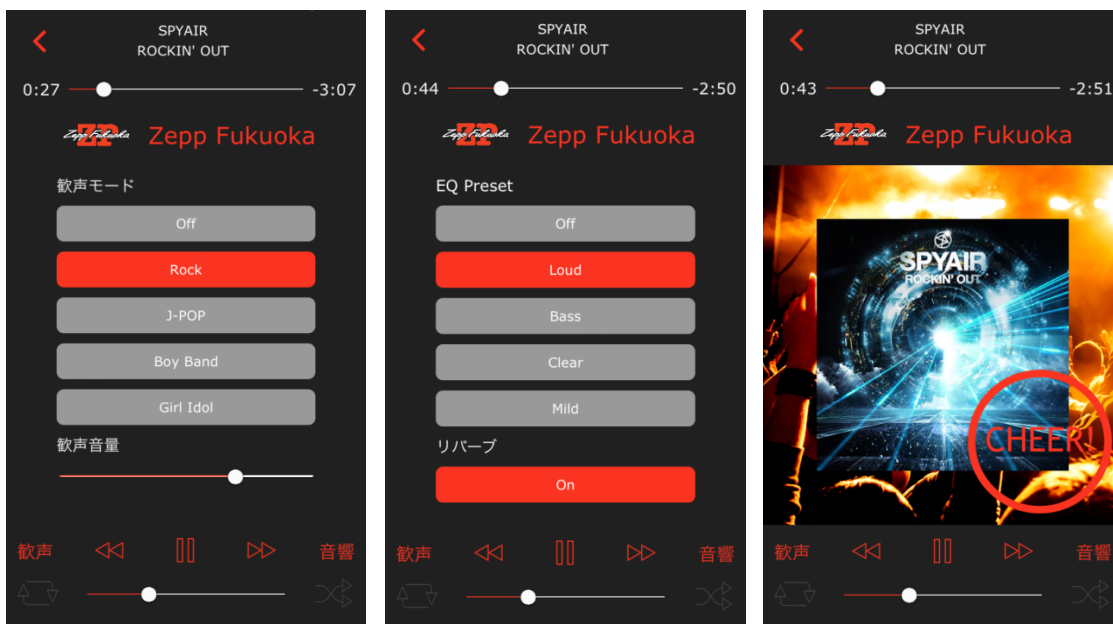 SPYAIR
ROCKIN' OUT
0:27
-3:07
Zepp Fukuoka
ZP
Zepp Fukuoka
歓声モード
Off
Rock
J-POP
Boy Band
Girl Idol
歓声音量
歓声
音響
SPYAIR
ROCKIN' OUT
0:44
-2:50
Zepp Fukuoka
ZP
Zepp Fukuoka
EQ Preset
Off
Loud
Bass
Clear
Mild
リバーブ
On
歓声
音響
SPYAIR
ROCKIN' OUT
0:43
-2:51
Zepp Fukuoka
ZP
Zepp Fukuoka
SPYAIR
ROCKIN' OUT
CHEER!
歓声
音響